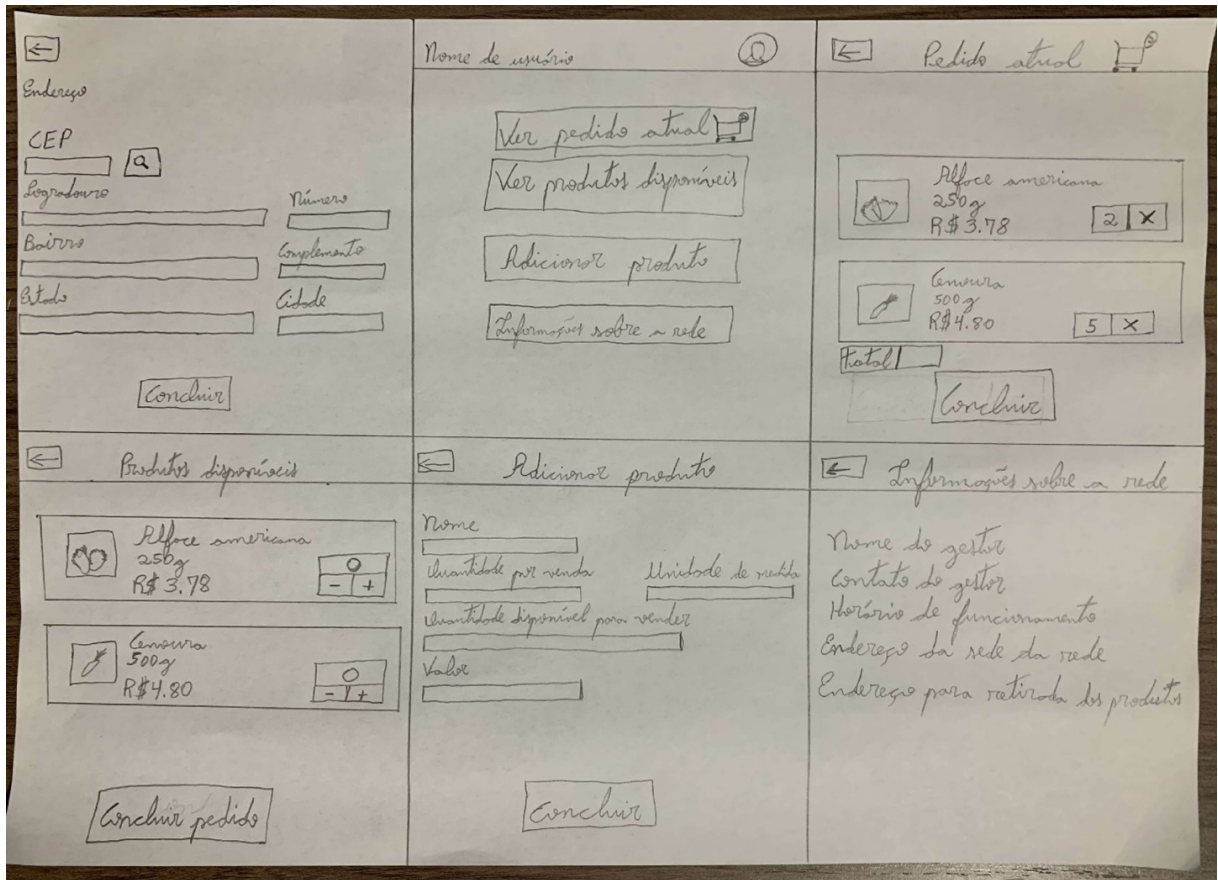 Endereço
CEP
Logradouro Número
Bairro Complemento
Estado Cidade
Concluir
Nome de usuário
Ver pedido atual
Ver produtos disponíveis
Adicionar produto
Informações sobre a rede
Pedido atual
Alface americana
250g
R$ 3.78
2 X
Cenoura
500g
R$4.80
5 X
Total
Concluir
Produtos disponíveis
Alface americana
250g
R$ 3.78
0
- +
Cenoura
500g
R$4.80
0
- +
Concluir pedido
Adicionar produto
Nome
Quantidade por venda Unidade de medida
Quantidade disponível para vender
Valor
Concluir
Informações sobre a rede
Nome do gestor
Contato do gestor
Horário de funcionamento
Endereço da sede da rede
Endereço para retirada dos produtos